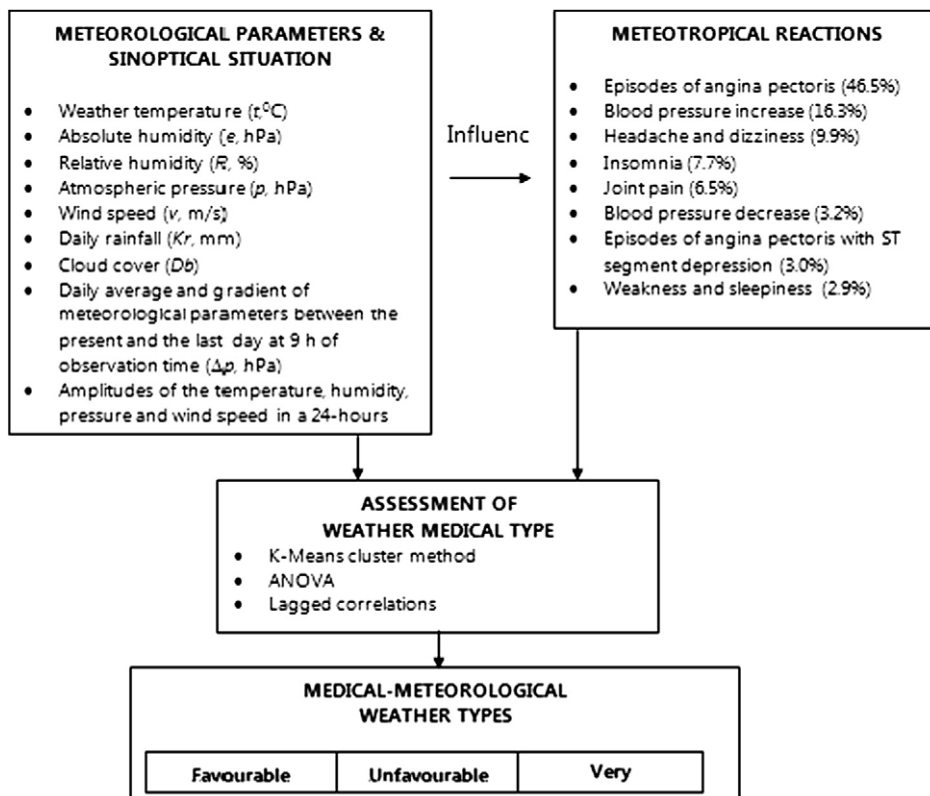 METEOROLOGICAL PARAMETERS &
SINOPTICAL SITUATION
• Weather temperature (t,⁰C)
• Absolute humidity (e, hPa)
• Relative humidity (R, %)
• Atmospheric pressure (p, hPa)
• Wind speed (v, m/s)
• Daily rainfall (Kr, mm)
• Cloud cover (Db)
• Daily average and gradient of
meteorological parameters between the
present and the last day at 9 h of
observation time (Δp, hPa)
• Amplitudes of the temperature, humidity,
pressure and wind speed in a 24-hours
Influenc
METEOTROPICAL REACTIONS
• Episodes of angina pectoris (46.5%)
• Blood pressure increase (16.3%)
• Headache and dizziness (9.9%)
• Insomnia (7.7%)
• Joint pain (6.5%)
• Blood pressure decrease (3.2%)
• Episodes of angina pectoris with ST
segment depression (3.0%)
• Weakness and sleepiness (2.9%)
ASSESSMENT OF
WEATHER MEDICAL TYPE
• K-Means cluster method
• ANOVA
• Lagged correlations
MEDICAL-METEOROLOGICAL
WEATHER TYPES
Favourable Unfavourable Very